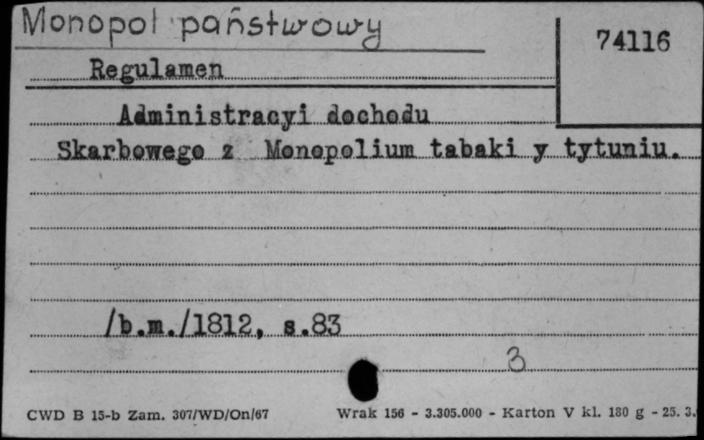 Monopol państwowy
74116
Regulamen
Administracyi dochodu
Skarbowego z Monopolium tabaki y tytuniu.
/b.m./1812, s.83
3
CWD B 15-b Zam. 307/WD/On/67 Wrak 156 - 3.305.000 - Karton V kl. 180 g - 25. 3.